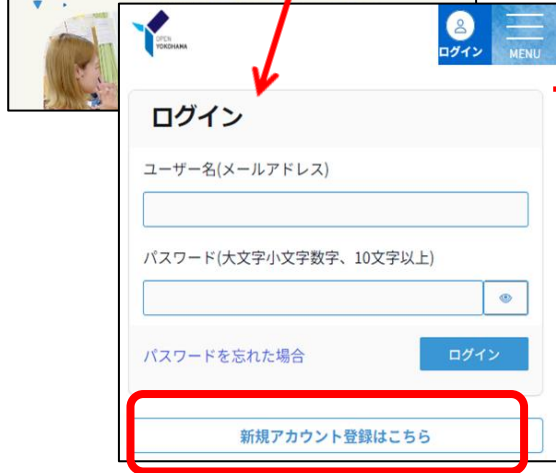 OPEN
YOKOHAMA
ログイン
MENU
ログイン
ユーザー名(メールアドレス)
パスワード(大文字小文字数字、10文字以上)
パスワードを忘れた場合
ログイン
新規アカウント登録はこちら